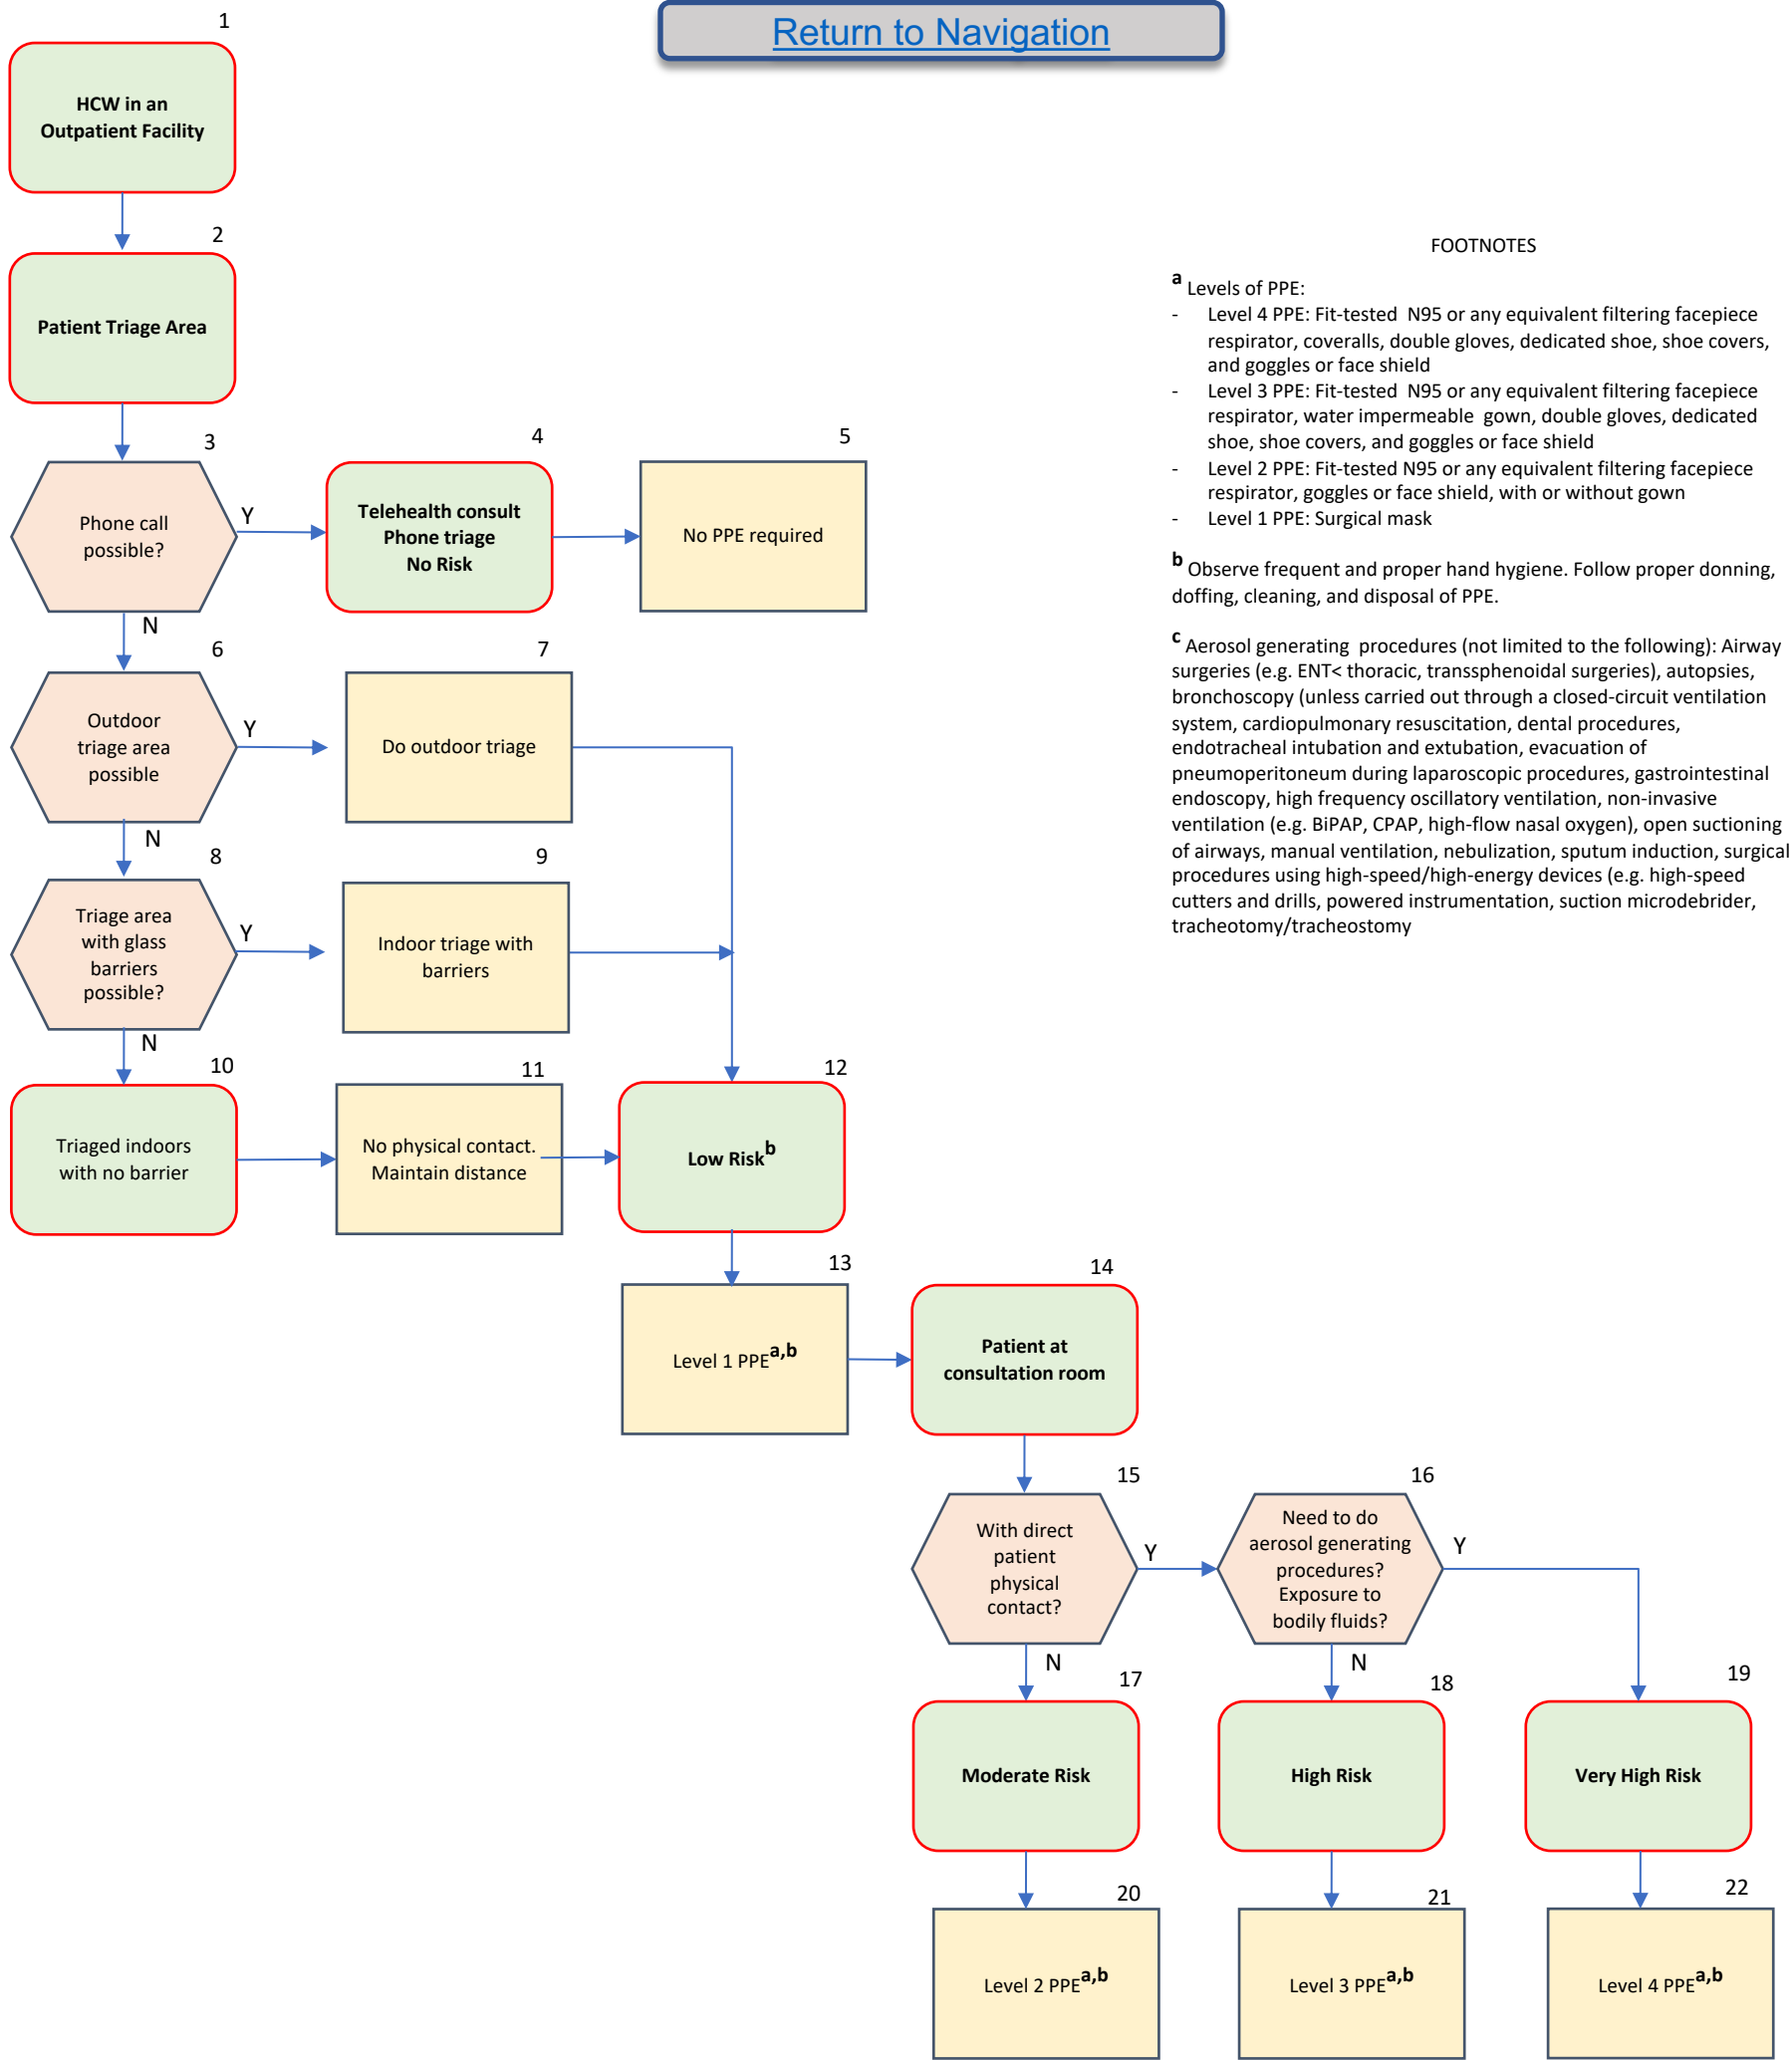 Return to Navigation
1
HCW in an
Outpatient Facility
2
Patient Triage Area
3
Phone call
possible?
Y
N
4
Telehealth consult
Phone triage
No Risk
5
No PPE required
6
Outdoor
triage area
possible
Y
N
7
Do outdoor triage
8
Triage area
with glass
barriers
possible?
Y
N
9
Indoor triage with
barriers
10
Triaged indoors
with no barrier
11
No physical contact.
Maintain distance
12
Low Risk b
13
Level 1 PPE a,b
14
Patient at
consultation room
15
With direct
patient
physical
contact?
Y
N
16
Need to do
aerosol generating
procedures?
Exposure to
bodily fluids?
Y
N
17
Moderate Risk
18
High Risk
19
Very High Risk
20
Level 2 PPE a,b
21
Level 3 PPE a,b
22
Level 4 PPE a,b
FOOTNOTES
a Levels of PPE:
- Level 4 PPE: Fit-tested N95 or any equivalent filtering facepiece
respirator, coveralls, double gloves, dedicated shoe, shoe covers,
and goggles or face shield
- Level 3 PPE: Fit-tested N95 or any equivalent filtering facepiece
respirator, water impermeable gown, double gloves, dedicated
shoe, shoe covers, and goggles or face shield
- Level 2 PPE: Fit-tested N95 or any equivalent filtering facepiece
respirator, goggles or face shield, with or without gown
- Level 1 PPE: Surgical mask
b Observe frequent and proper hand hygiene. Follow proper donning,
doffing, cleaning, and disposal of PPE.
c Aerosol generating procedures (not limited to the following): Airway
surgeries (e.g. ENT< thoracic, transsphenoidal surgeries), autopsies,
bronchoscopy (unless carried out through a closed-circuit ventilation
system, cardiopulmonary resuscitation, dental procedures,
endotracheal intubation and extubation, evacuation of
pneumoperitoneum during laparoscopic procedures, gastrointestinal
endoscopy, high frequency oscillatory ventilation, non-invasive
ventilation (e.g. BiPAP, CPAP, high-flow nasal oxygen), open suctioning
of airways, manual ventilation, nebulization, sputum induction, surgical
procedures using high-speed/high-energy devices (e.g. high-speed
cutters and drills, powered instrumentation, suction microdebrider,
tracheotomy/tracheostomy